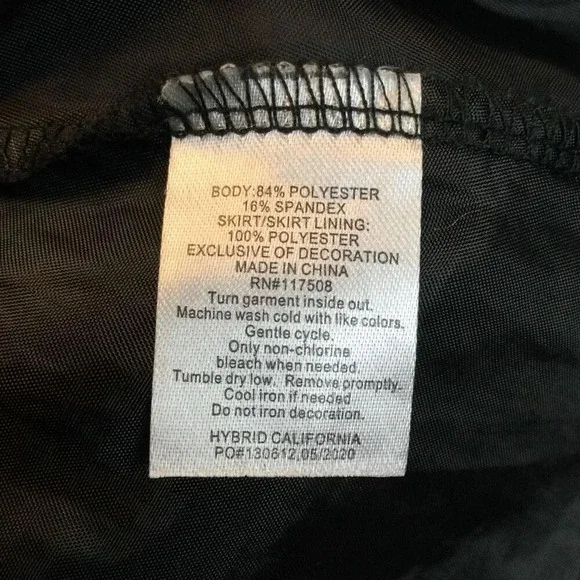 BODY:84% POLYESTER
16% SPANDEX
SKIRT/SKIRT LINING:
100% POLYESTER
EXCLUSIVE OF DECORATION
MADE IN CHINA
RN#117508
Turn garment inside out.
Machine wash cold with like colors.
Gentle cycle.
Only non-chlorine
bleach when needed.
Tumble dry low. Remove promptly.
Cool iron if needed
Do not iron decoration.
HYBRID CALIFORNIA
PO#130612,05/2020